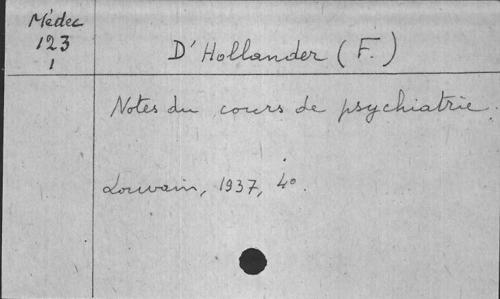 Médec
123
1
D'Hollander (F.)
Notes du cours de psychiatrie.
Louvain, 1937, 4°.